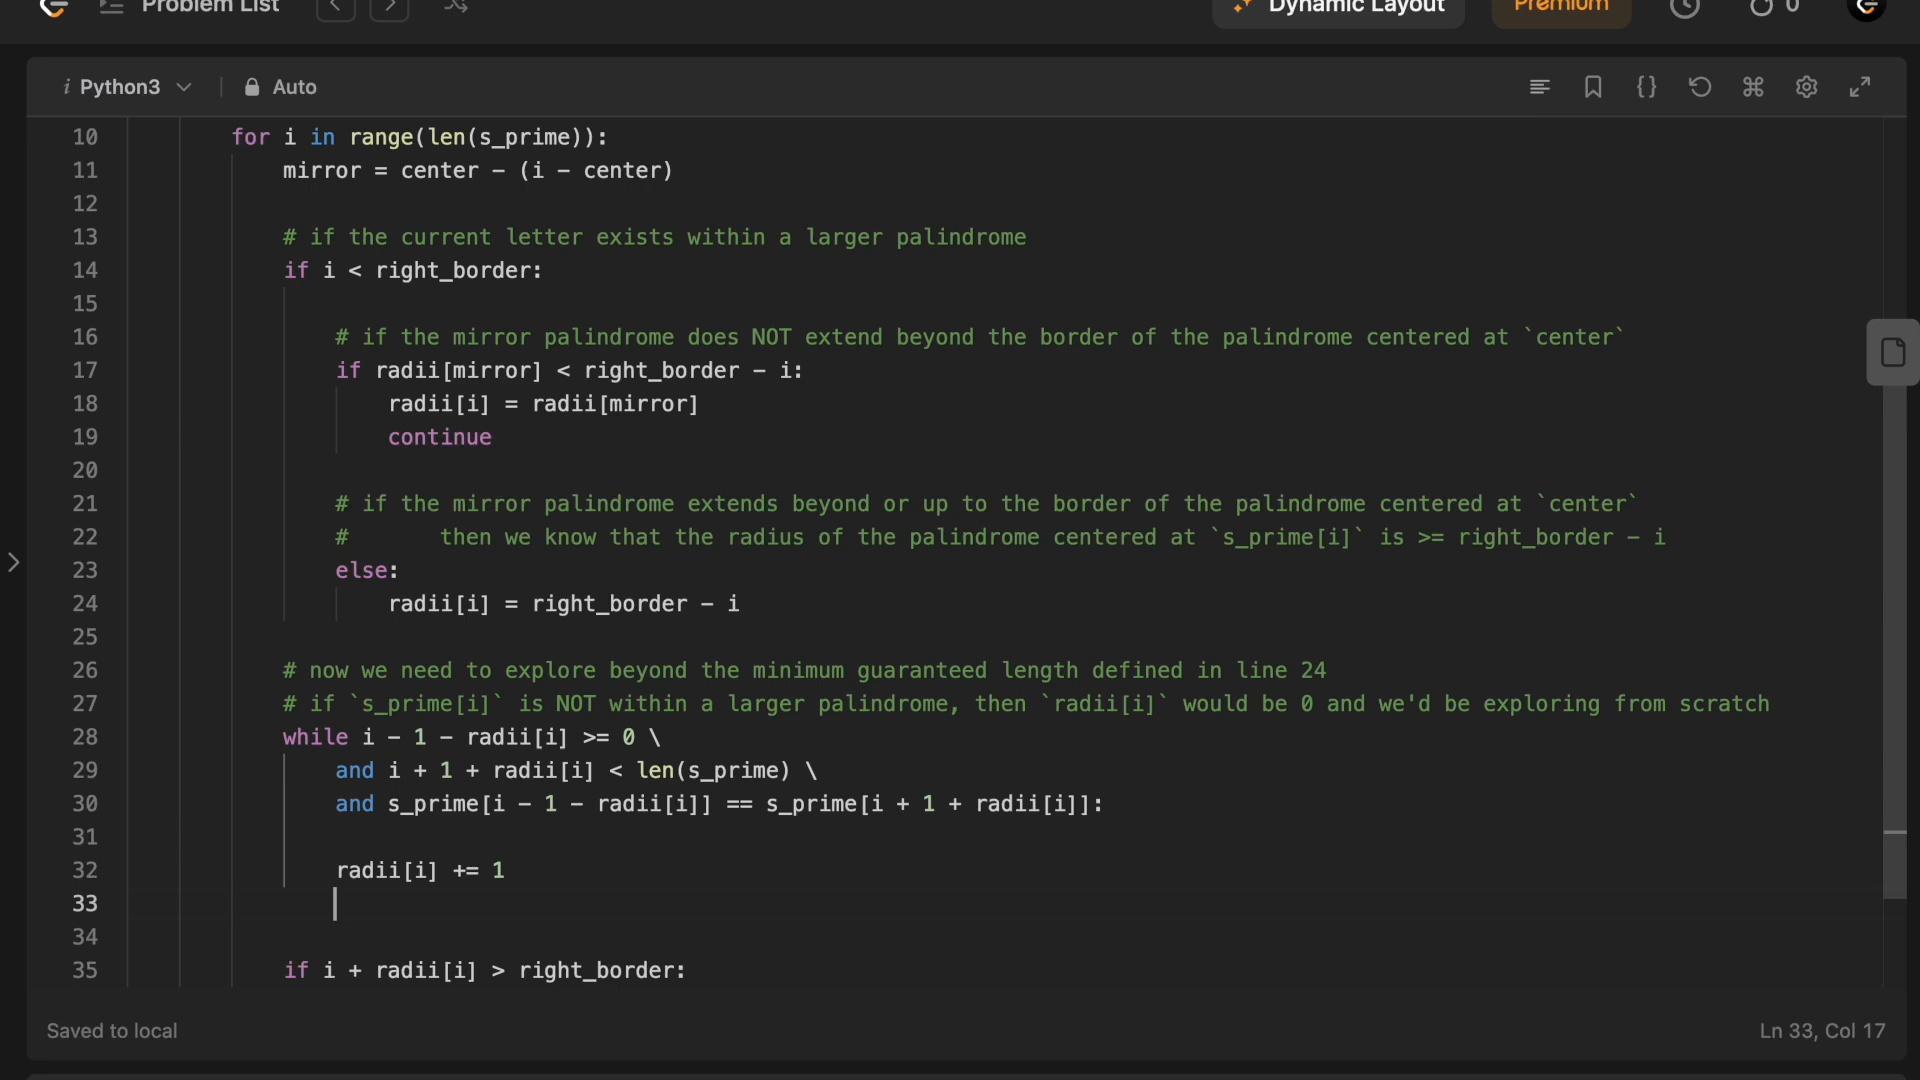 Problem List
Dynamic Layout
Premium
0
i Python3
Auto
10 for i in range(len(s_prime)):
11 mirror = center - (i - center)
12
13 # if the current letter exists within a larger palindrome
14 if i < right_border:
15
16 # if the mirror palindrome does NOT extend beyond the border of the palindrome centered at `center`
17 if radii[mirror] < right_border - i:
18 radii[i] = radii[mirror]
19 continue
20
21 # if the mirror palindrome extends beyond or up to the border of the palindrome centered at `center`
22 # then we know that the radius of the palindrome centered at `s_prime[i]` is >= right_border - i
23 else:
24 radii[i] = right_border - i
25
26 # now we need to explore beyond the minimum guaranteed length defined in line 24
27 # if `s_prime[i]` is NOT within a larger palindrome, then `radii[i]` would be 0 and we'd be exploring from scratch
28 while i - 1 - radii[i] >= 0 \
29 and i + 1 + radii[i] < len(s_prime) \
30 and s_prime[i - 1 - radii[i]] == s_prime[i + 1 + radii[i]]:
31
32 radii[i] += 1
33
34
35 if i + radii[i] > right_border:
Saved to local
Ln 33, Col 17